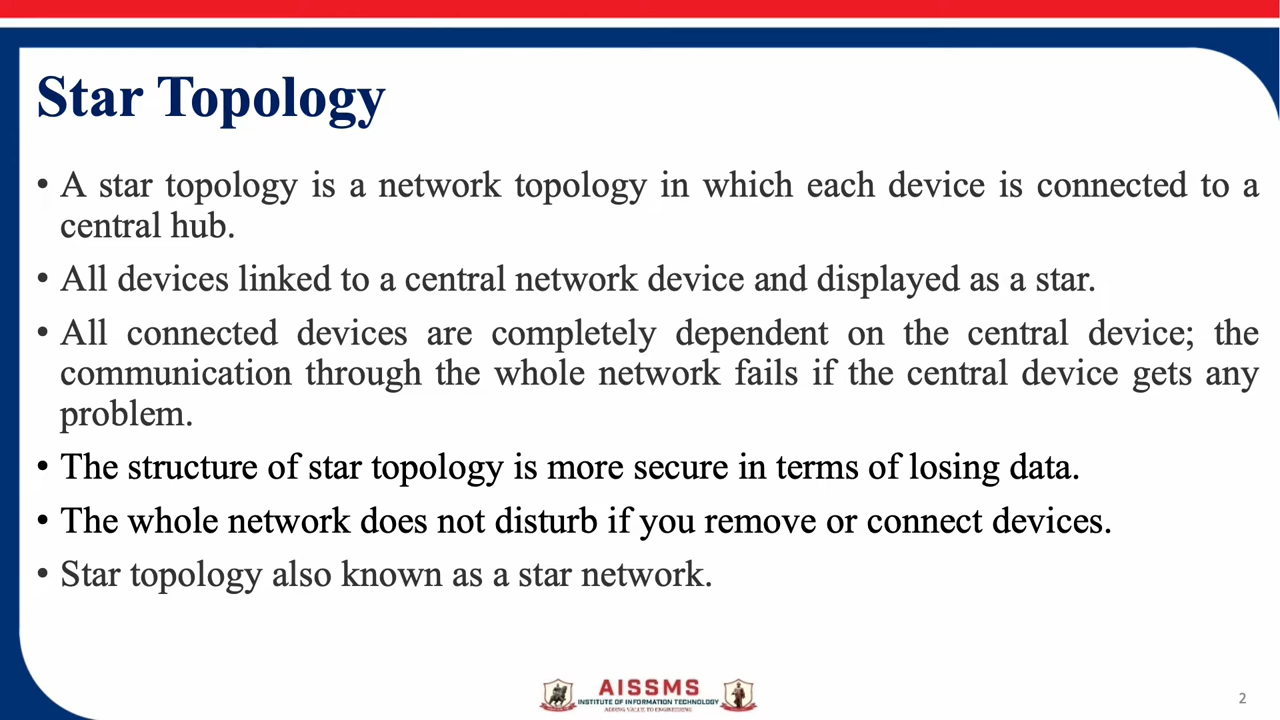 Star Topology
• A star topology is a network topology in which each device is connected to a
central hub.
• All devices linked to a central network device and displayed as a star.
• All connected devices are completely dependent on the central device; the
communication through the whole network fails if the central device gets any
problem.
• The structure of star topology is more secure in terms of losing data.
• The whole network does not disturb if you remove or connect devices.
• Star topology also known as a star network.
AISSMS
INSTITUTE OF INFORMATION TECHNOLOGY
ADDING VALUE TO ENGINEERING
2